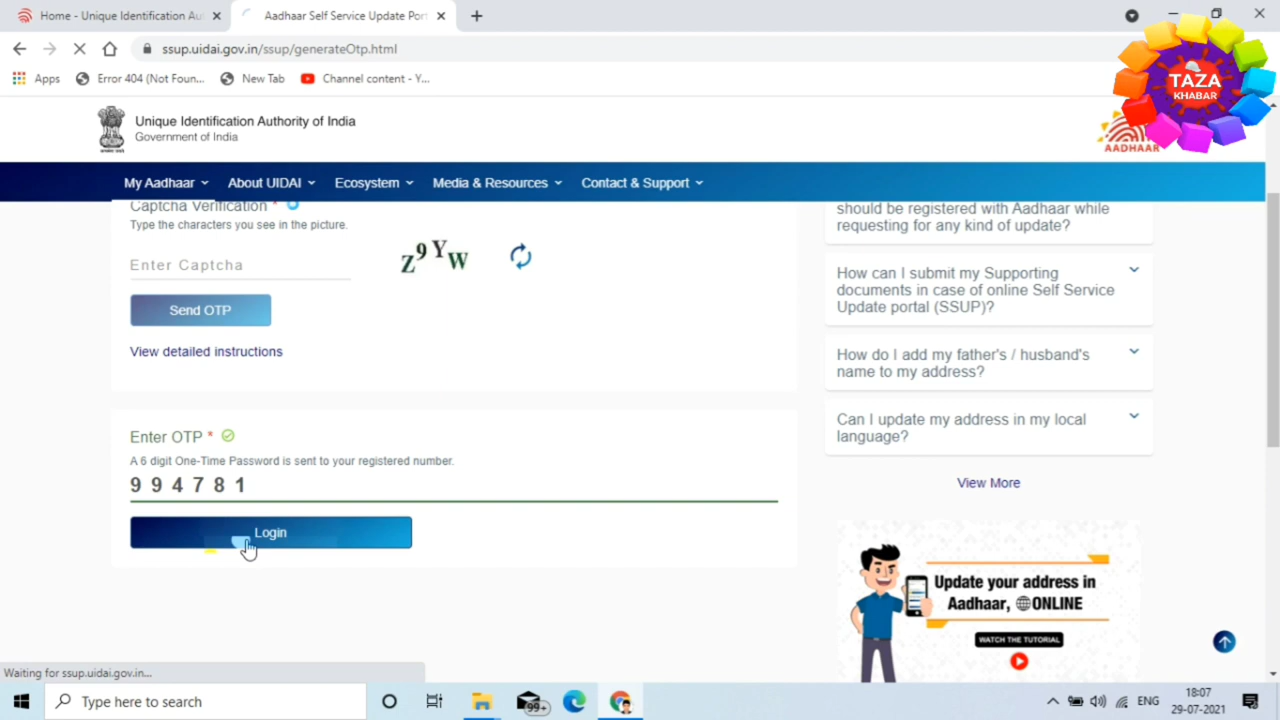 Home - Unique Identification Au
Aadhaar Self Service Update Port
ssup.uidai.gov.in/ssup/generateOtp.html
Apps
Error 404 (Not Foun...
New Tab
Channel content - Y...
TAZA
KHABAR
Unique Identification Authority of India
Government of India
AADHAAR
My Aadhaar
About UIDAI
Ecosystem
Media & Resources
Contact & Support
Captcha Verification *
Type the characters you see in the picture.
Enter Captcha
Z9YW
Send OTP
View detailed instructions
Enter OTP *
A 6 digit One-Time Password is sent to your registered number.
994781
Login
should be registered with Aadhaar while
requesting for any kind of update?
How can I submit my Supporting
documents in case of online Self Service
Update portal (SSUP)?
How do I add my father's / husband's
name to my address?
Can I update my address in my local
language?
View More
Update your address in
Aadhaar, ONLINE
WATCH THE TUTORIAL
Waiting for ssup.uidai.gov.in...
Type here to search
99+
ENG
18:07
29-07-2021